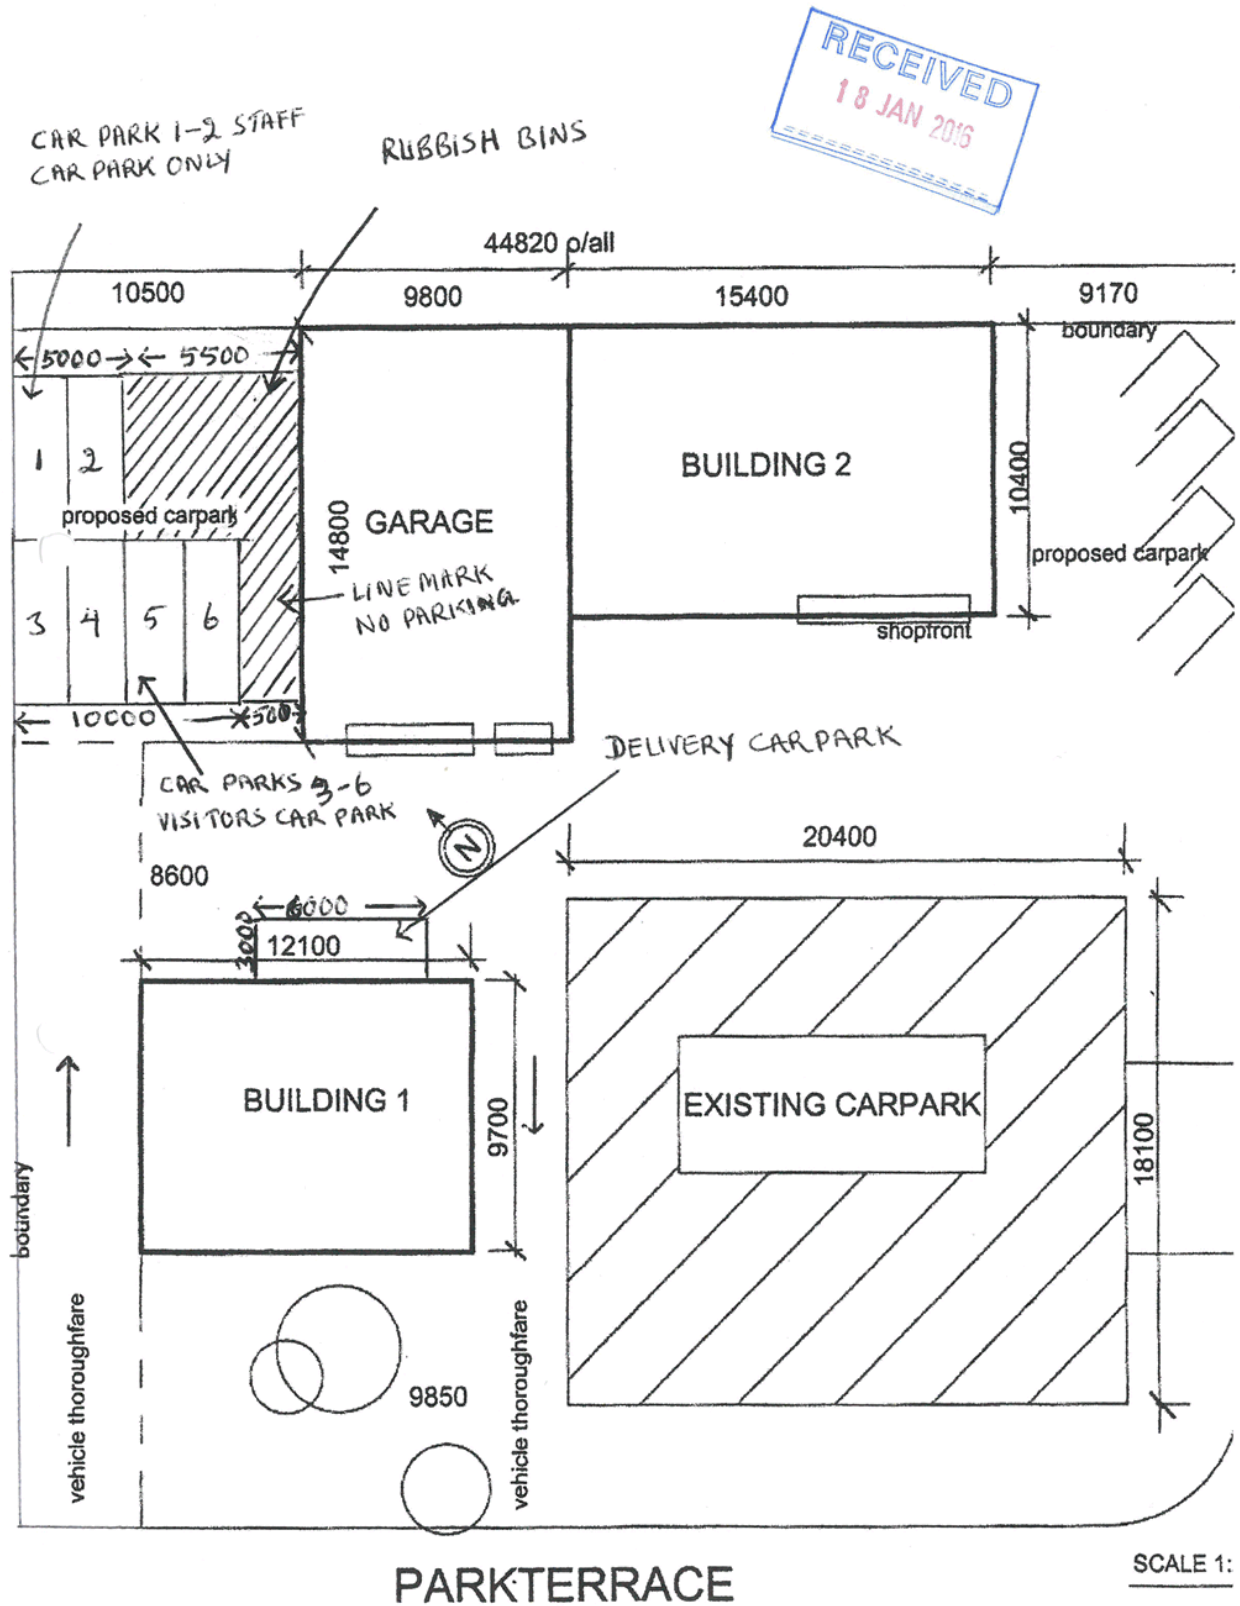 RECEIVED
18 JAN 2016
CAR PARK 1-2 STAFF
CAR PARK ONLY
RUBBISH BINS
44820 o/all
10500
9800
15400
9170
boundary
5000
5500
1
2
BUILDING 2
10400
proposed carpark
GARAGE
14800
proposed carpark
LINE MARK
NO PARKING
3
4
5
6
shopfront
10000
500
DELIVERY CARPARK
CAR PARKS 3-6
VISITORS CAR PARK
N
20400
8600
6000
3000
12100
BUILDING 1
9700
EXISTING CARPARK
18100
boundary
vehicle thoroughfare
vehicle thoroughfare
9850
PARKTERRACE
SCALE 1: